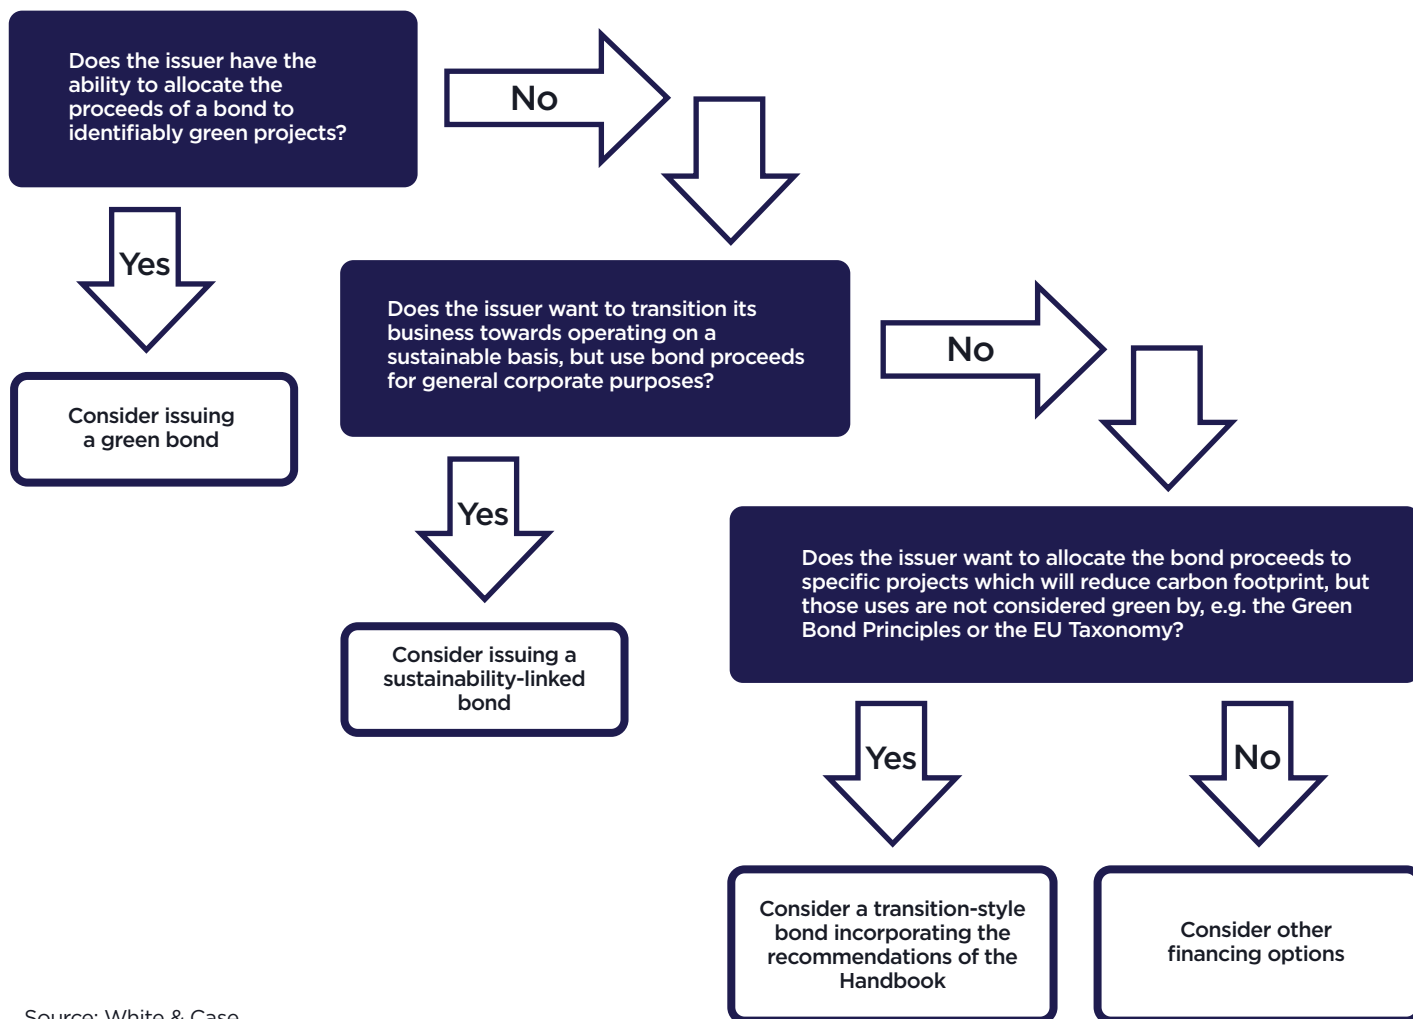 Does the issuer have the
ability to allocate the
proceeds of a bond to
identifiably green projects?
No
Yes
Consider issuing
a green bond
Does the issuer want to transition its
business towards operating on a
sustainable basis, but use bond proceeds
for general corporate purposes?
No
Yes
Consider issuing a
sustainability-linked
bond
Does the issuer want to allocate the bond proceeds to
specific projects which will reduce carbon footprint, but
those uses are not considered green by, e.g. the Green
Bond Principles or the EU Taxonomy?
Yes
No
Consider a transition-style
bond incorporating the
recommendations of the
Handbook
Consider other
financing options
Source: White & Case